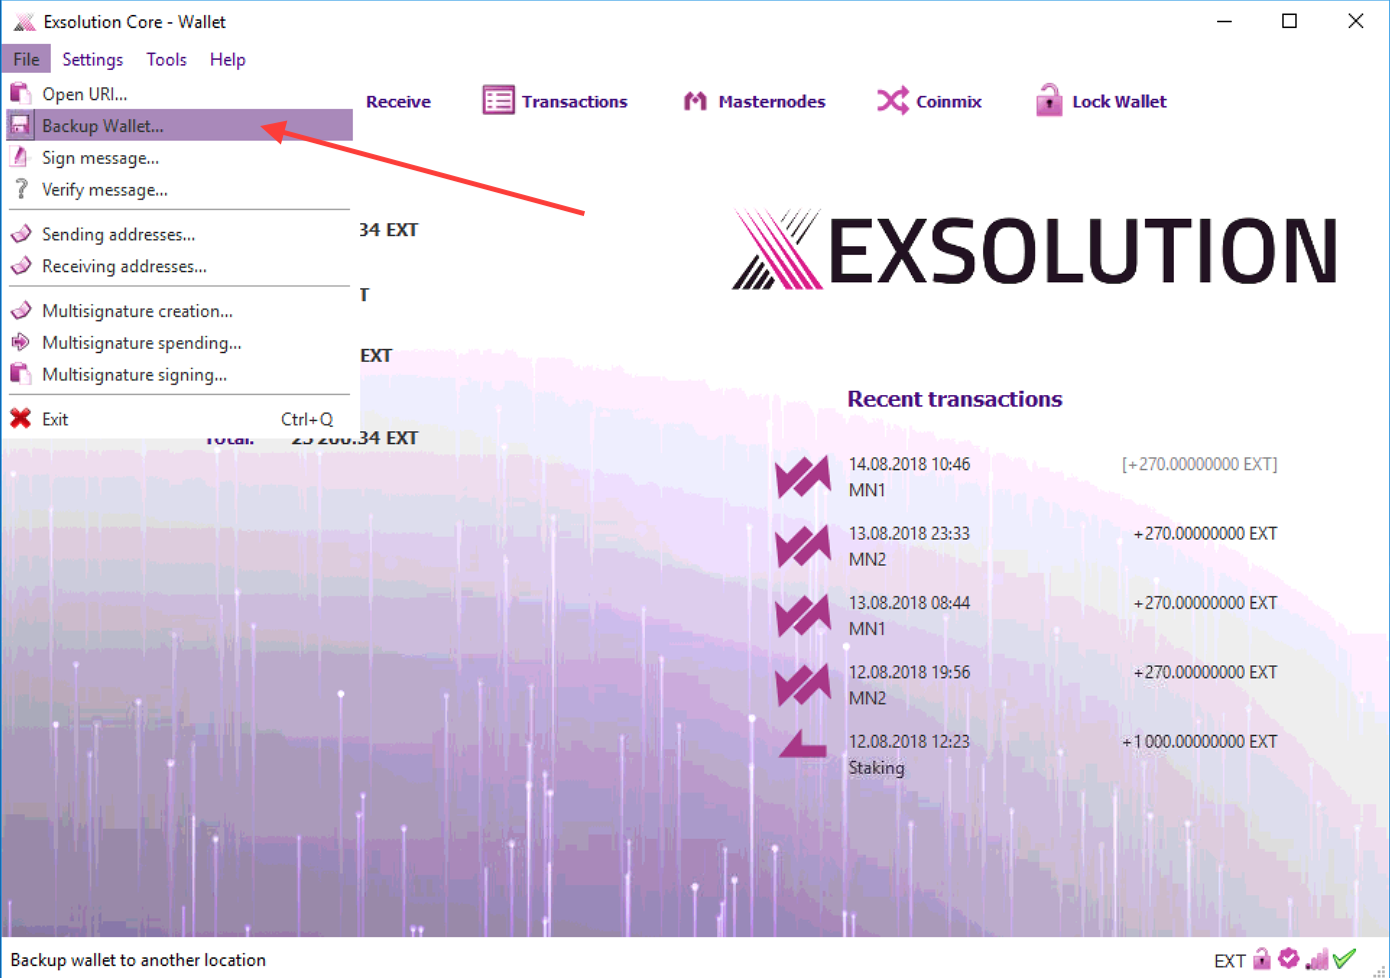 Exsolution Core - Wallet
File Settings Tools Help
Open URI...
Backup Wallet...
Sign message...
Verify message...
Sending addresses...
Receiving addresses...
Multisignature creation...
Multisignature spending...
Multisignature signing...
Exit Ctrl+Q
Receive Transactions Masternodes Coinmix Lock Wallet
34 EXT
T
EXT
Total: .34 EXT
EXSOLUTION
Recent transactions
14.08.2018 10:46 [+270.00000000 EXT]
MN1
13.08.2018 23:33 +270.00000000 EXT
MN2
13.08.2018 08:44 +270.00000000 EXT
MN1
12.08.2018 19:56 +270.00000000 EXT
MN2
12.08.2018 12:23 +1 000.00000000 EXT
Staking
Backup wallet to another location
EXT